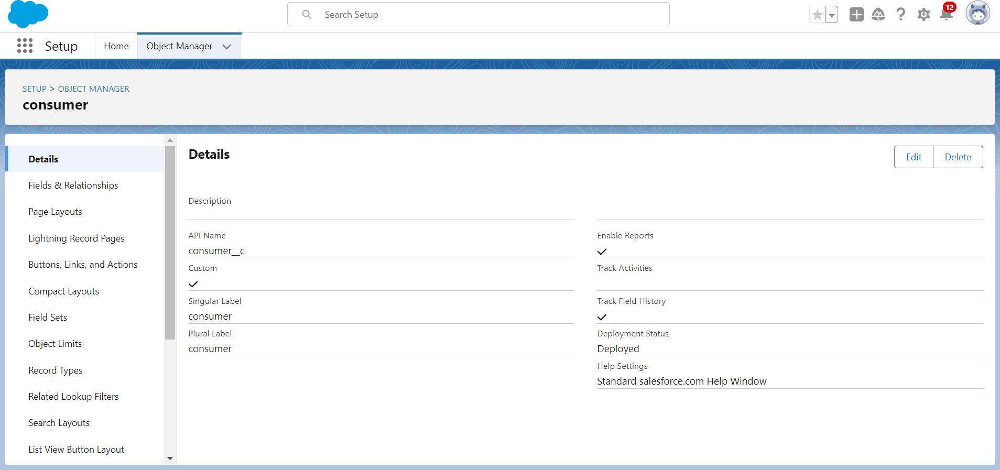 Search Setup
12
Setup
Home
Object Manager
SETUP > OBJECT MANAGER
consumer
Details
Fields & Relationships
Page Layouts
Lightning Record Pages
Buttons, Links, and Actions
Compact Layouts
Field Sets
Object Limits
Record Types
Related Lookup Filters
Search Layouts
List View Button Layout
Details
Edit
Delete
Description
API Name
consumer__c
Custom
Singular Label
consumer
Plural Label
consumer
Enable Reports
Track Activities
Track Field History
Deployment Status
Deployed
Help Settings
Standard salesforce.com Help Window